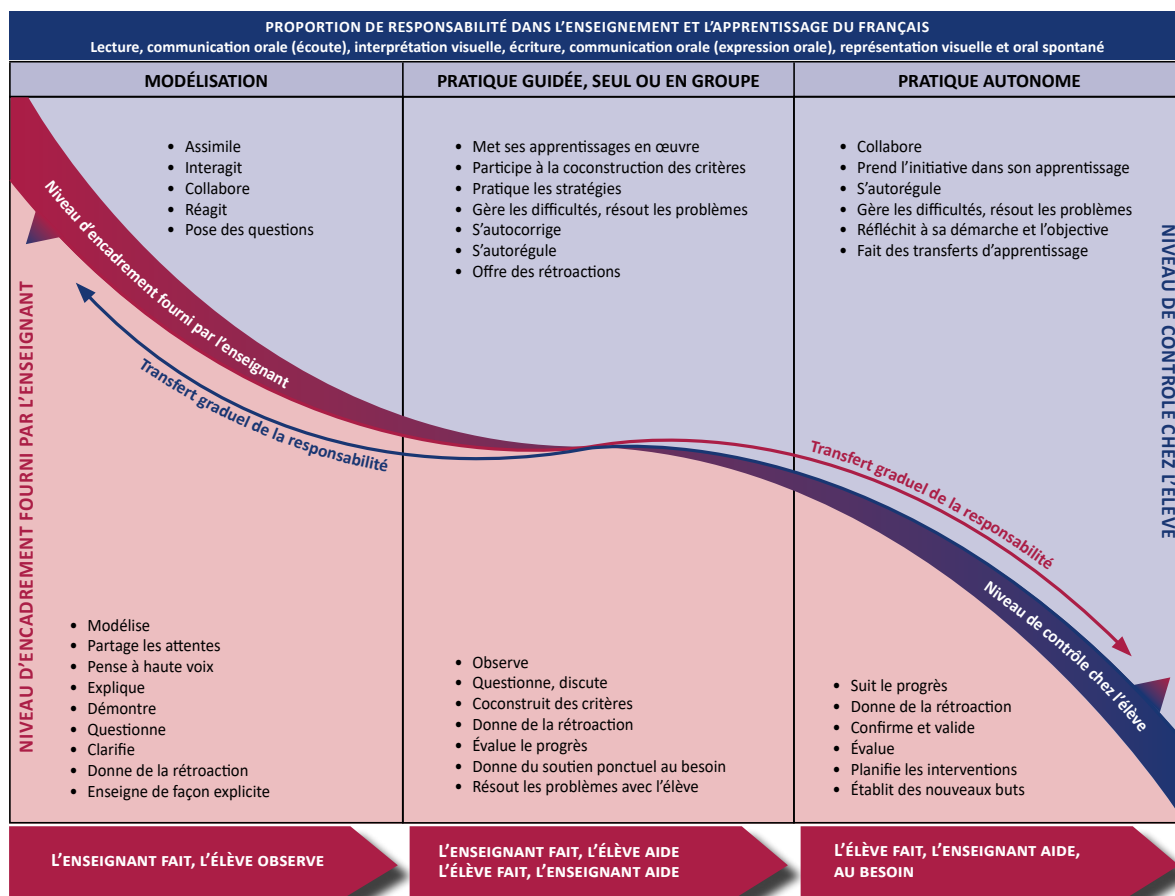 PROPORTION DE RESPONSABILITÉ DANS L'ENSEIGNEMENT ET L'APPRENTISSAGE DU FRANÇAIS
Lecture, communication orale (écoute), interprétation visuelle, écriture, communication orale (expression orale), représentation visuelle et oral spontané
MODÉLISATION
PRATIQUE GUIDÉE, SEUL OU EN GROUPE
PRATIQUE AUTONOME
• Assimile
• Interagit
• Collabore
• Réagit
• Pose des questions
• Met ses apprentissages en œuvre
• Participe à la coconstruction des critères
• Pratique les stratégies
• Gère les difficultés, résout les problèmes
• S'autocorrige
• S'autorégule
• Offre des rétroactions
• Collabore
• Prend l'initiative dans son apprentissage
• S'autorégule
• Gère les difficultés, résout les problèmes
• Réfléchit à sa démarche et l'objective
• Fait des transferts d'apprentissage
NIVEAU D'ENCADREMENT FOURNI PAR L'ENSEIGNANT
Niveau d'encadrement fourni par l'enseignant
Transfert graduel de la responsabilité
Transfert graduel de la responsabilité
Niveau de contrôle chez l'élève
NIVEAU DE CONTRÔLE CHEZ L'ÉLÈVE
• Modélise
• Partage les attentes
• Pense à haute voix
• Explique
• Démontre
• Questionne
• Clarifie
• Donne de la rétroaction
• Enseigne de façon explicite
• Observe
• Questionne, discute
• Coconstruit des critères
• Donne de la rétroaction
• Évalue le progrès
• Donne du soutien ponctuel au besoin
• Résout les problèmes avec l'élève
• Suit le progrès
• Donne de la rétroaction
• Confirme et valide
• Évalue
• Planifie les interventions
• Établit des nouveaux buts
L'ENSEIGNANT FAIT, L'ÉLÈVE OBSERVE
L'ENSEIGNANT FAIT, L'ÉLÈVE AIDE
L'ÉLÈVE FAIT, L'ENSEIGNANT AIDE
L'ÉLÈVE FAIT, L'ENSEIGNANT AIDE,
AU BESOIN